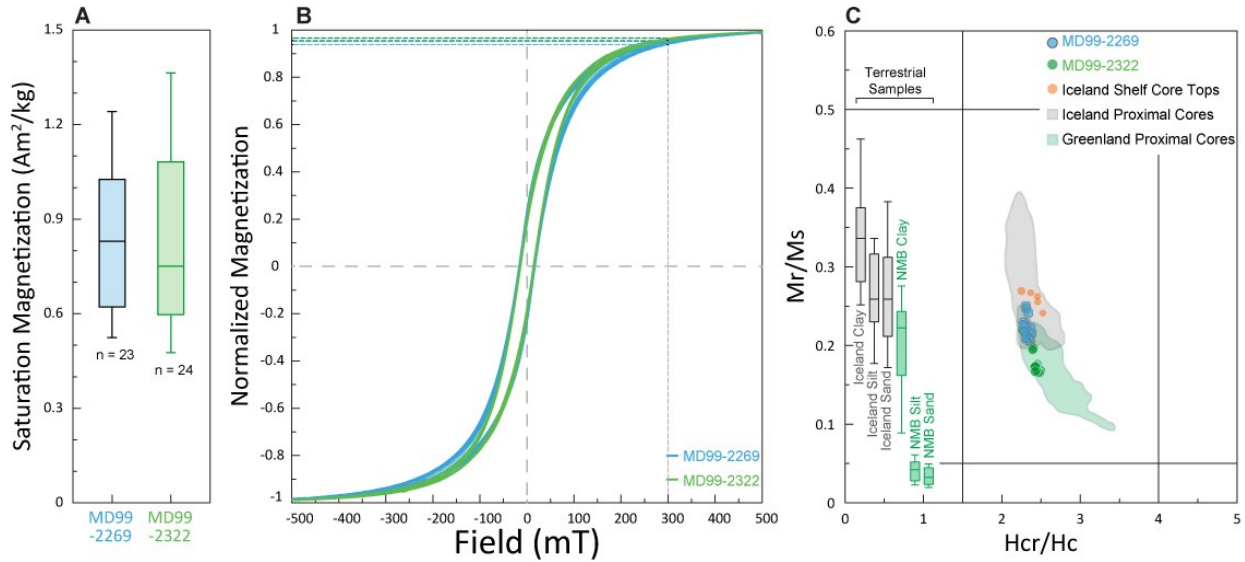 A
Saturation Magnetization (Am²/kg)
1.5
1.2
0.9
0.6
0.3
0
n = 23
n = 24
MD99
-2269
MD99
-2322
B
Normalized Magnetization
1
0.8
0.6
0.4
0.2
0
-0.2
-0.4
-0.6
-0.8
-1
-500
-400
-300
-200
-100
0
100
200
300
400
500
Field (mT)
MD99-2269
MD99-2322
C
Mr/Ms
0.6
0.5
0.4
0.3
0.2
0.1
0
0
1
2
3
4
5
Hcr/Hc
Terrestrial
Samples
Iceland Clay
Iceland Silt
Iceland Sand
NMB Clay
NMB Silt
NMB Sand
MD99-2269
MD99-2322
Iceland Shelf Core Tops
Iceland Proximal Cores
Greenland Proximal Cores